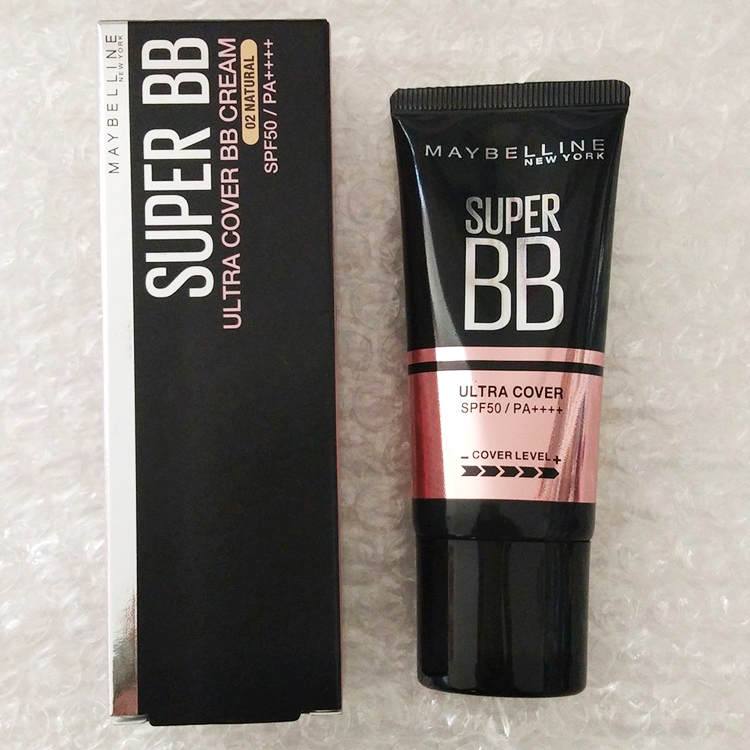 MAYBELLINE
NEW YORK
SUPER BB
ULTRA COVER BB CREAM
02 NATURAL
SPF50 / PA++++
MAYBELLINE
NEW YORK
SUPER
BB
ULTRA COVER
SPF50 / PA++++
- COVER LEVEL +